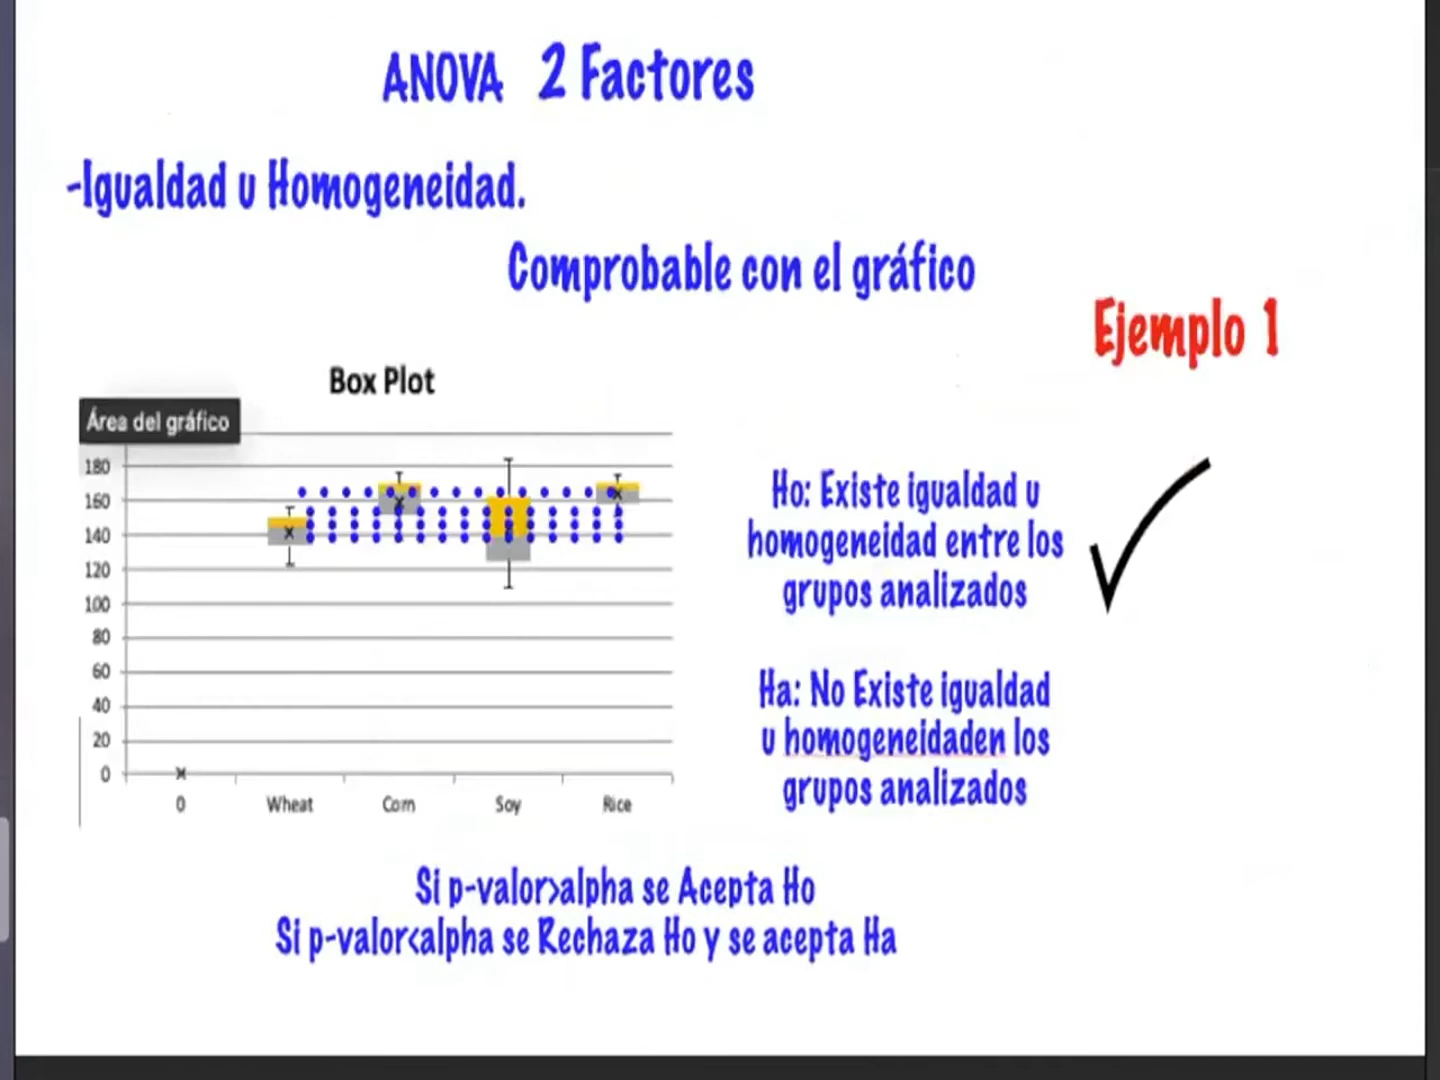 ANOVA 2 Factores
-Igualdad u Homogeneidad.
Comprobable con el gráfico
Ejemplo 1
Box Plot
Área del gráfico
180
160
140
120
100
80
60
40
20
0
0 Wheat Corn Soy Rice
Ho: Existe igualdad u
homogeneidad entre los
grupos analizados
Ha: No Existe igualdad
u homogeneidaden los
grupos analizados
Si p-valor>alpha se Acepta Ho
Si p-valor<alpha se Rechaza Ho y se acepta Ha